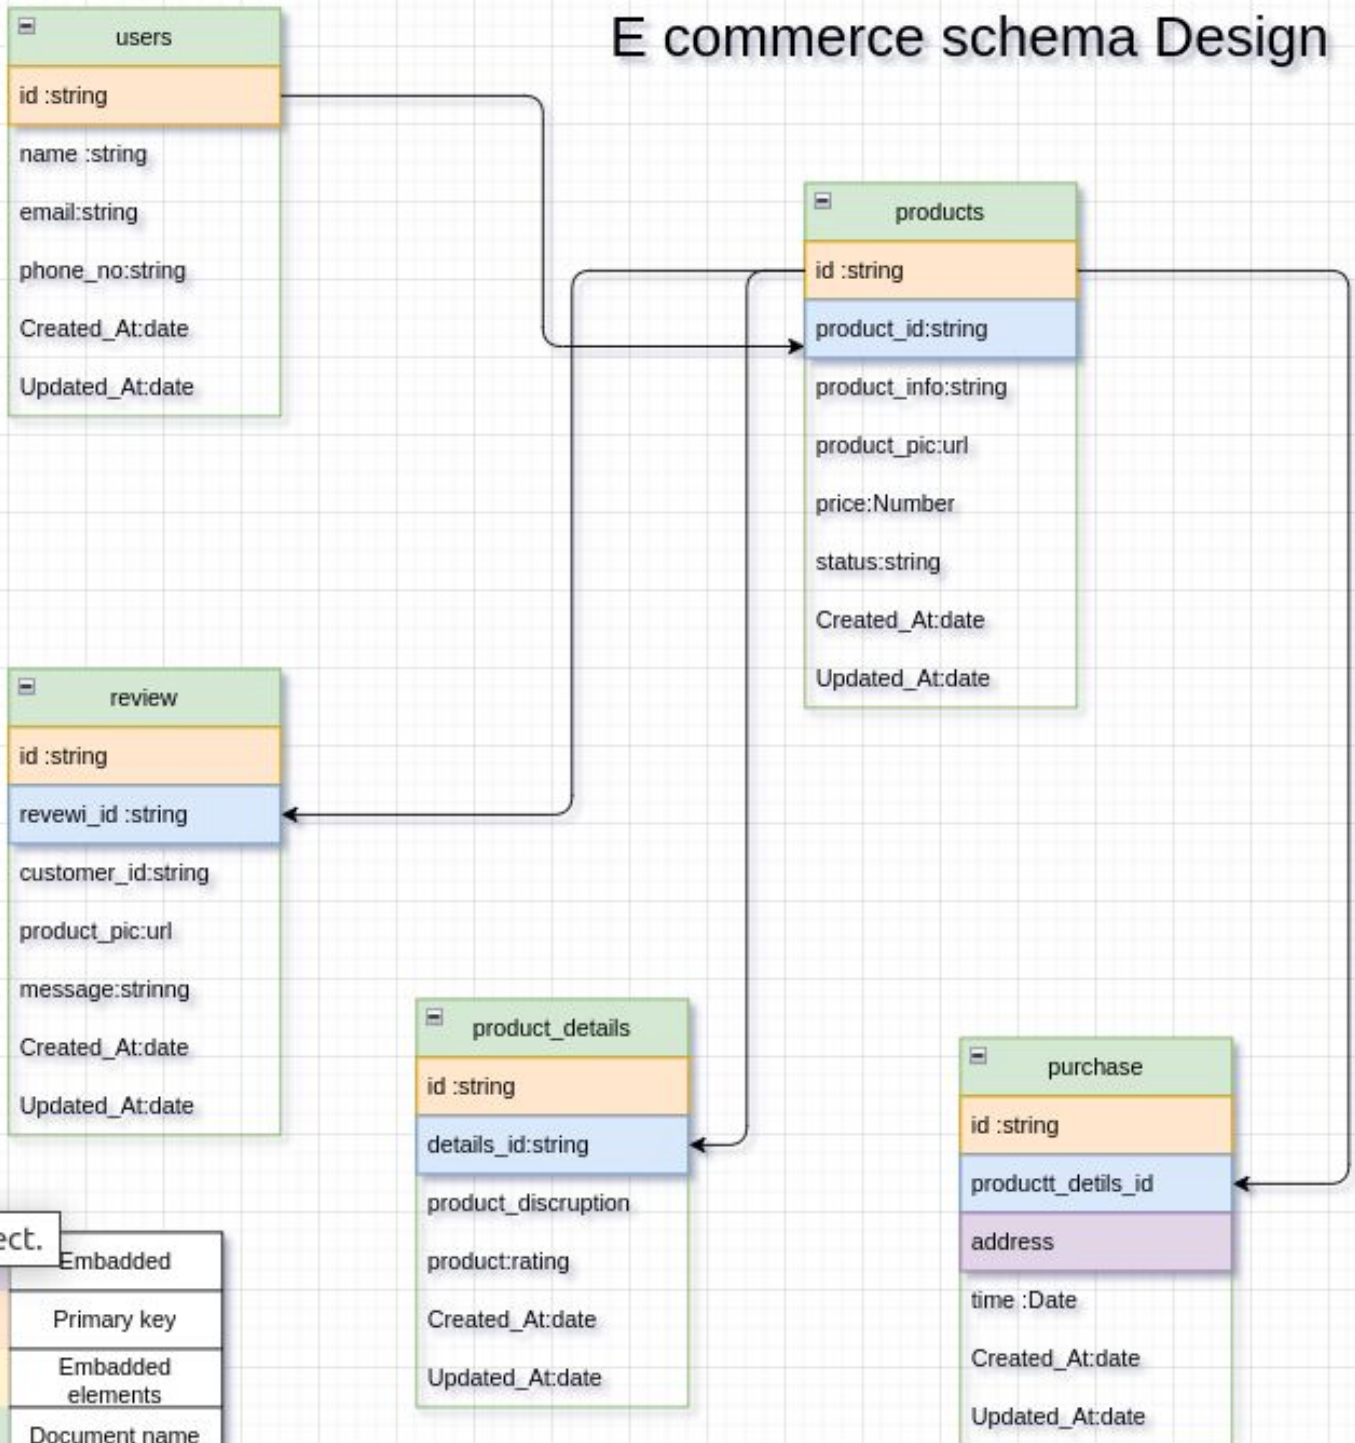 E commerce schema Design
users
id :string
name :string
email:string
phone_no:string
Created_At:date
Updated_At:date
products
id :string
product_id:string
product_info:string
product_pic:url
price:Number
status:string
Created_At:date
Updated_At:date
review
id :string
revewi_id :string
customer_id:string
product_pic:url
message:strinng
Created_At:date
Updated_At:date
product_details
id :string
details_id:string
product_discruption
product:rating
Created_At:date
Updated_At:date
purchase
id :string
productt_detils_id
address
time :Date
Created_At:date
Updated_At:date
ect.
Embadded
Primary key
Embadded
elements
Document name